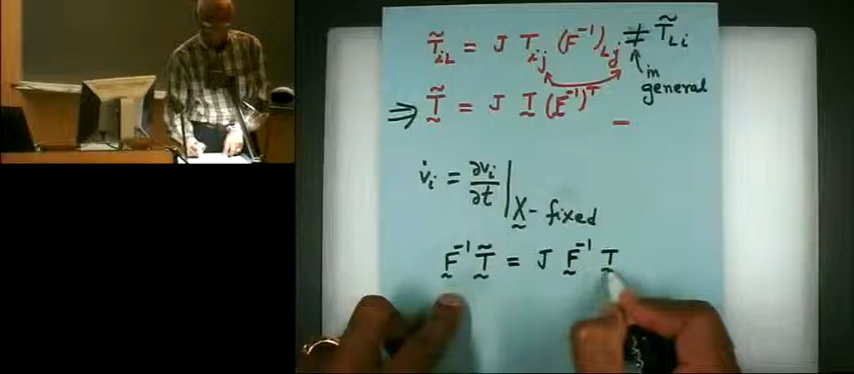 T̃_iL = J T_ij (F⁻¹)_Lj ≠ T̃_Li
in
general
⇒ T̃ = J T (F⁻¹)ᵀ
v̇_i = ∂v_i/∂t |_X - fixed
F⁻¹ T̃ = J F⁻¹ T